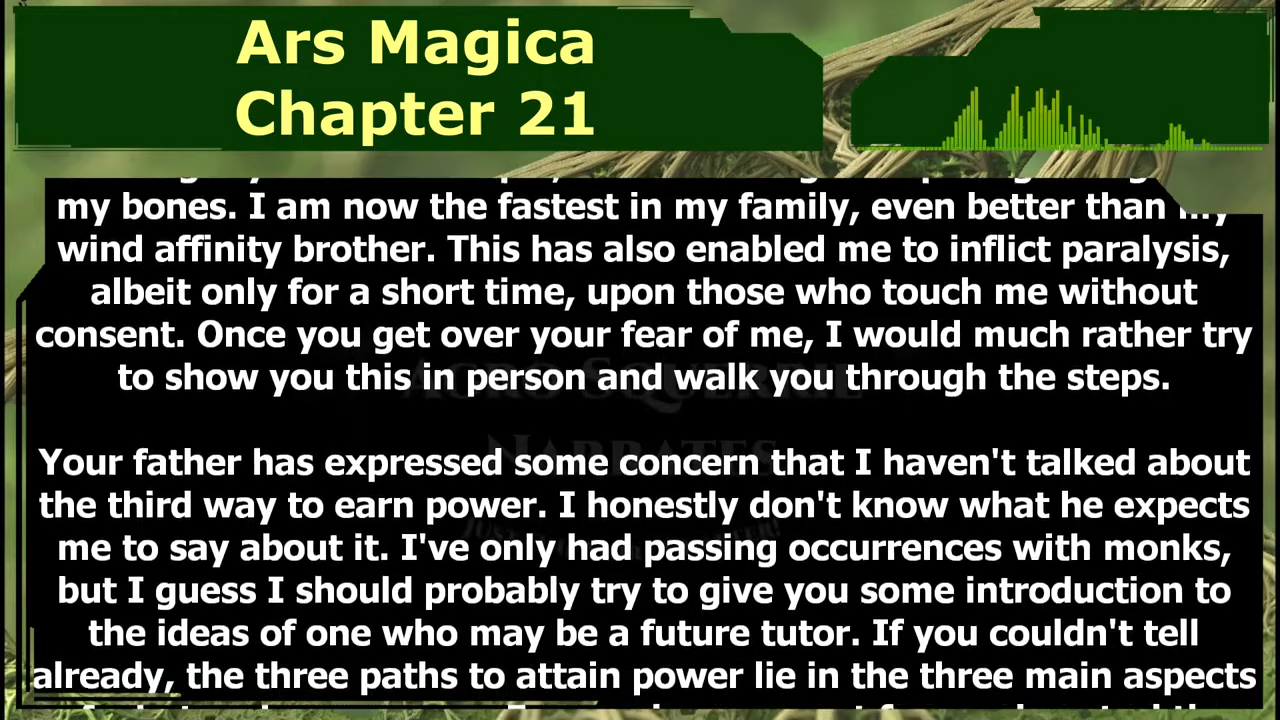 Ars Magica
Chapter 21
my bones. I am now the fastest in my family, even better than my
wind affinity brother. This has also enabled me to inflict paralysis,
albeit only for a short time, upon those who touch me without
consent. Once you get over your fear of me, I would much rather try
to show you this in person and walk you through the steps.
Your father has expressed some concern that I haven't talked about
the third way to earn power. I honestly don't know what he expects
me to say about it. I've only had passing occurrences with monks,
but I guess I should probably try to give you some introduction to
the ideas of one who may be a future tutor. If you couldn't tell
already, the three paths to attain power lie in the three main aspects